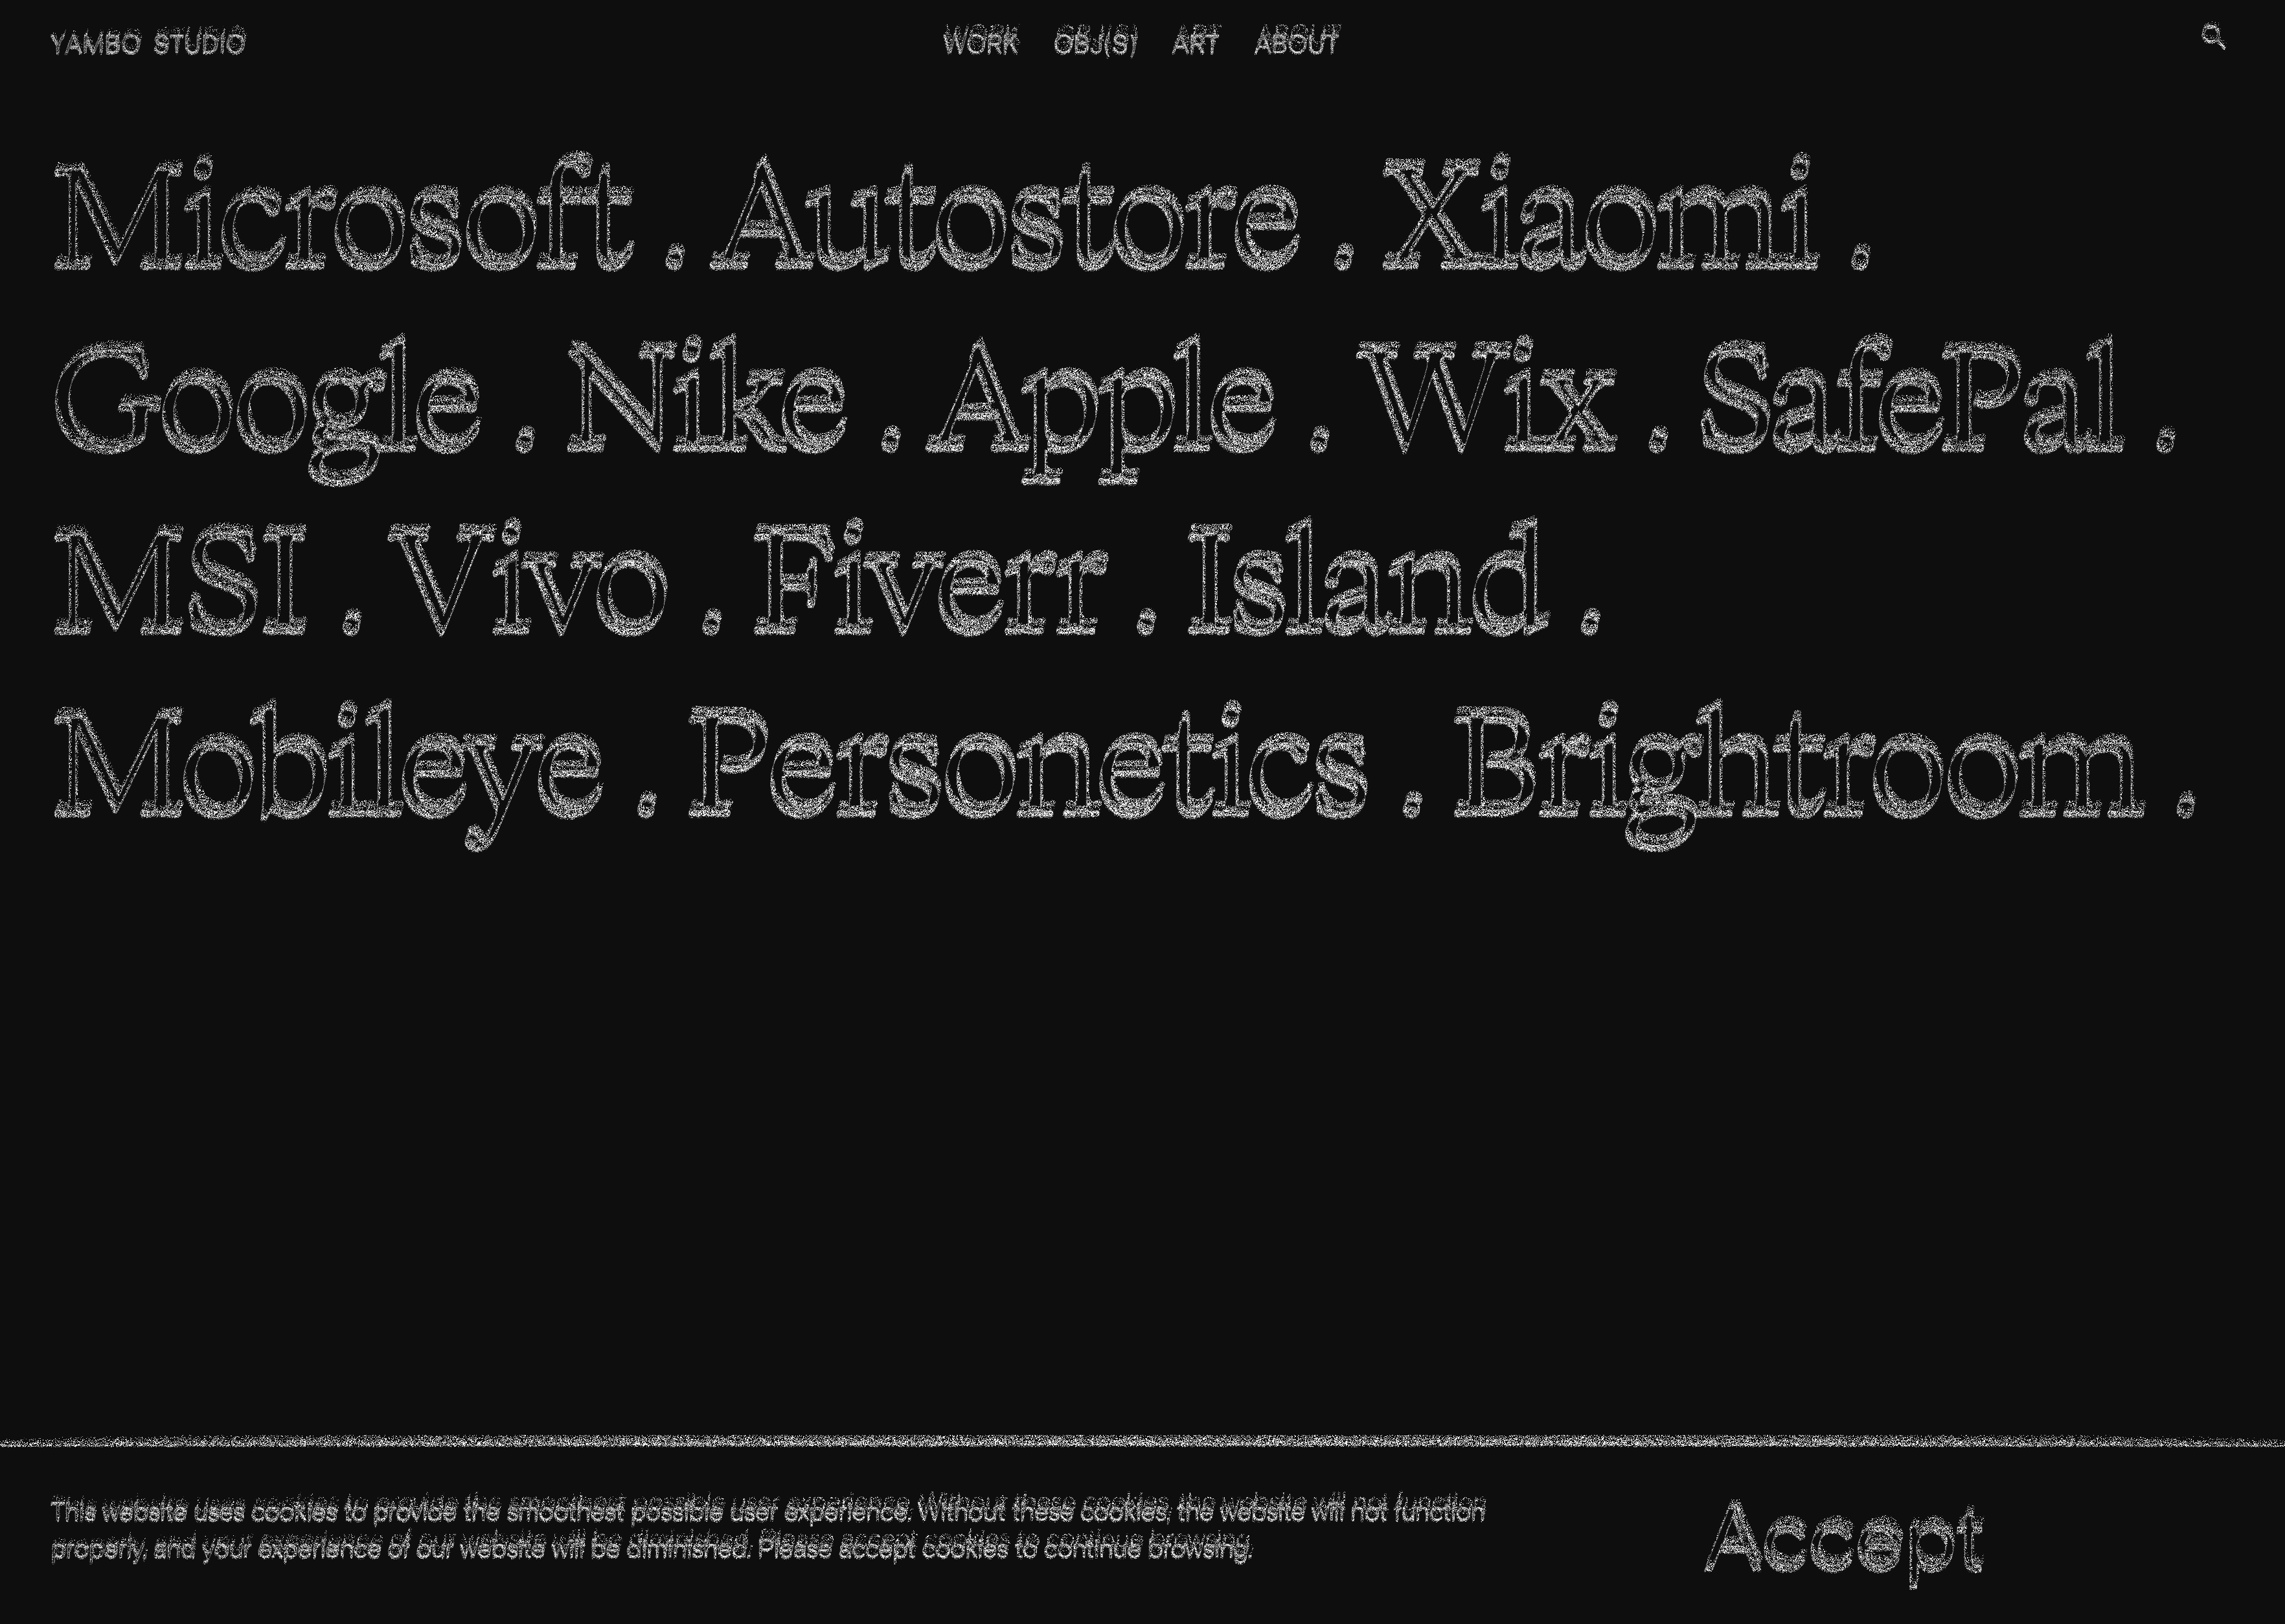 YAMBO STUDIO WORK OBJ(S) ART ABOUT
Microsoft . Autostore . Xiaomi .
Google . Nike . Apple . Wix . SafePal .
MSI . Vivo . Fiverr . Island .
Mobileye . Personetics . Brightroom .
This website uses cookies to provide the smoothest possible user experience. Without these cookies, the website will not function
properly, and your experience of our website will be diminished. Please accept cookies to continue browsing.
Accept